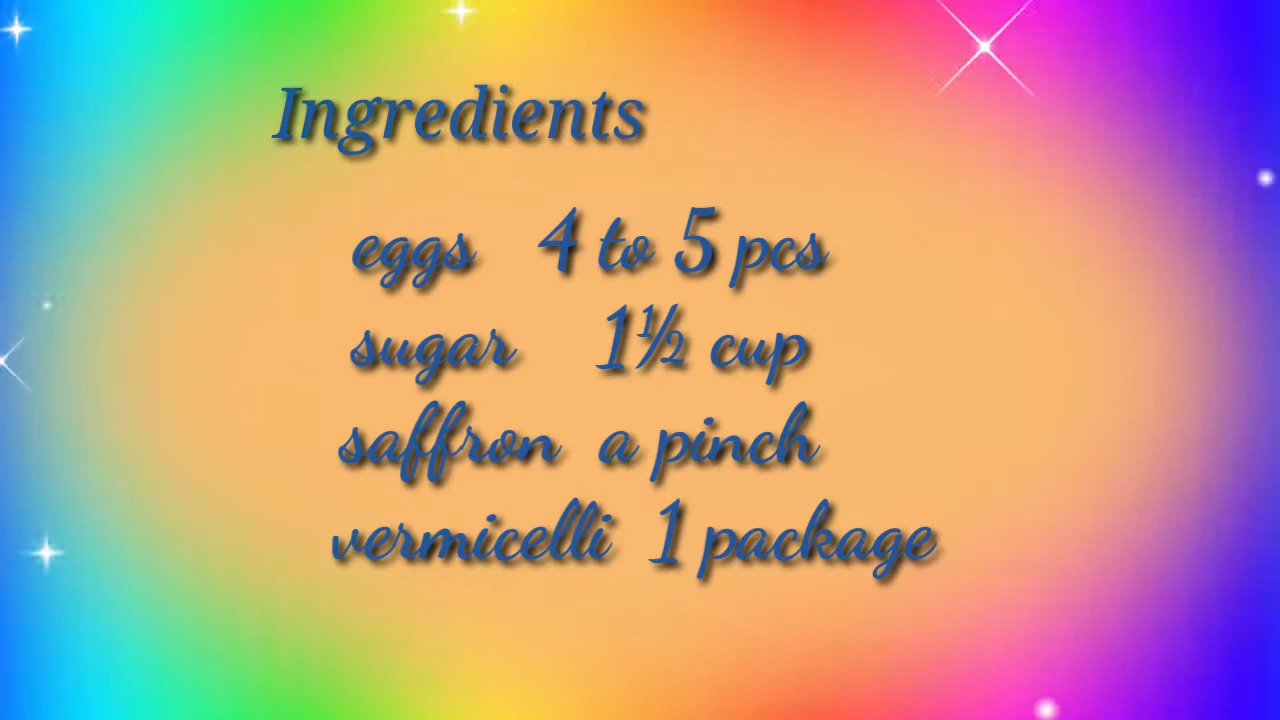 Ingredients
eggs 4 to 5 pcs
sugar 1½ cup
saffron a pinch
vermicelli 1 package